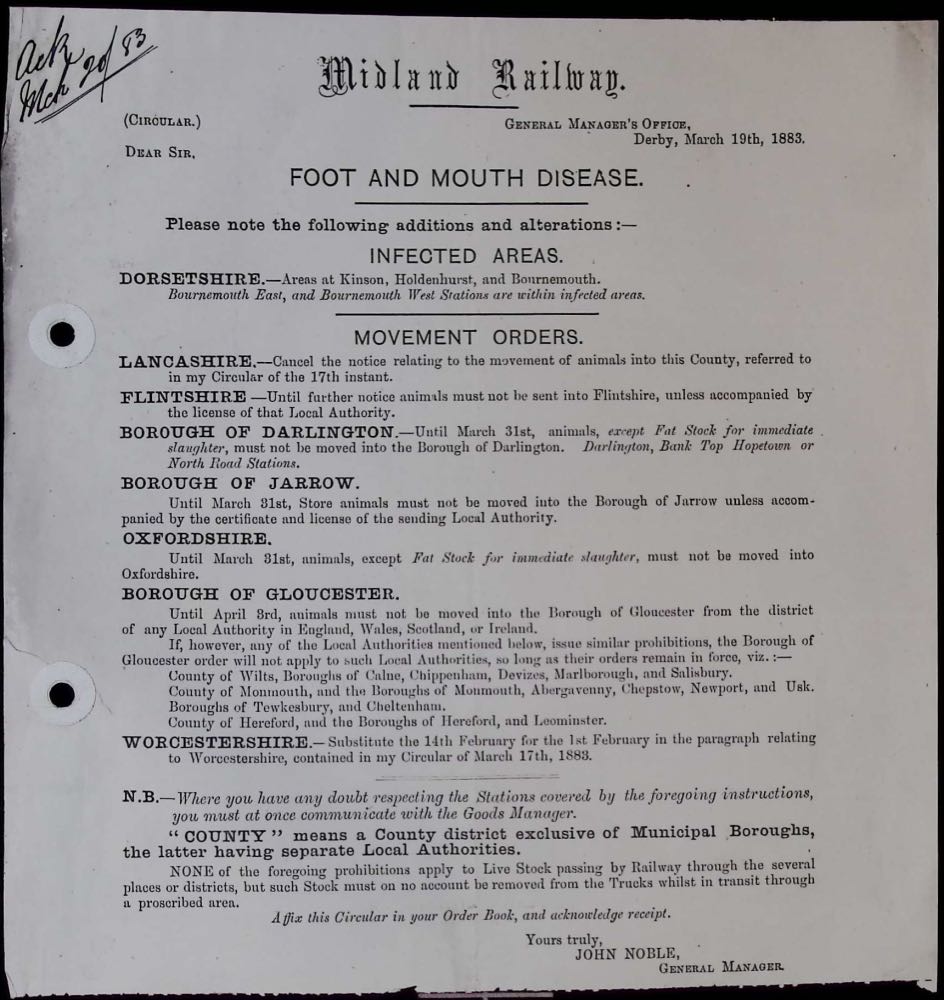 Ack
Mch 20/83
Midland Railway.
(CIRCULAR.)
GENERAL MANAGER'S OFFICE,
Derby, March 19th, 1883.
DEAR SIR,
FOOT AND MOUTH DISEASE.
Please note the following additions and alterations:—
INFECTED AREAS.
DORSETSHIRE.—Areas at Kinson, Holdenhurst, and Bournemouth.
Bournemouth East, and Bournemouth West Stations are within infected areas.
MOVEMENT ORDERS.
LANCASHIRE.—Cancel the notice relating to the movement of animals into this County, referred to
in my Circular of the 17th instant.
FLINTSHIRE —Until further notice animals must not be sent into Flintshire, unless accompanied by
the license of that Local Authority.
BOROUGH OF DARLINGTON.—Until March 31st, animals, except Fat Stock for immediate
slaughter, must not be moved into the Borough of Darlington. Darlington, Bank Top Hopetown or
North Road Stations.
BOROUGH OF JARROW.
Until March 31st, Store animals must not be moved into the Borough of Jarrow unless accom-
panied by the certificate and license of the sending Local Authority.
OXFORDSHIRE.
Until March 31st, animals, except Fat Stock for immediate slaughter, must not be moved into
Oxfordshire.
BOROUGH OF GLOUCESTER.
Until April 3rd, animals must not be moved into the Borough of Gloucester from the district
of any Local Authority in England, Wales, Scotland, or Ireland.
If, however, any of the Local Authorities mentioned below, issue similar prohibitions, the Borough of
Gloucester order will not apply to such Local Authorities, so long as their orders remain in force, viz.:—
County of Wilts, Boroughs of Calne, Chippenham, Devizes, Marlborough, and Salisbury.
County of Monmouth, and the Boroughs of Monmouth, Abergavenny, Chepstow, Newport, and Usk.
Boroughs of Tewkesbury, and Cheltenham.
County of Hereford, and the Boroughs of Hereford, and Leominster.
WORCESTERSHIRE.—Substitute the 14th February for the 1st February in the paragraph relating
to Worcestershire, contained in my Circular of March 17th, 1883.
N.B.—Where you have any doubt respecting the Stations covered by the foregoing instructions,
you must at once communicate with the Goods Manager.
"COUNTY" means a County district exclusive of Municipal Boroughs,
the latter having separate Local Authorities.
NONE of the foregoing prohibitions apply to Live Stock passing by Railway through the several
places or districts, but such Stock must on no account be removed from the Trucks whilst in transit through
a proscribed area.
Affix this Circular in your Order Book, and acknowledge receipt.
Yours truly,
JOHN NOBLE,
GENERAL MANAGER.